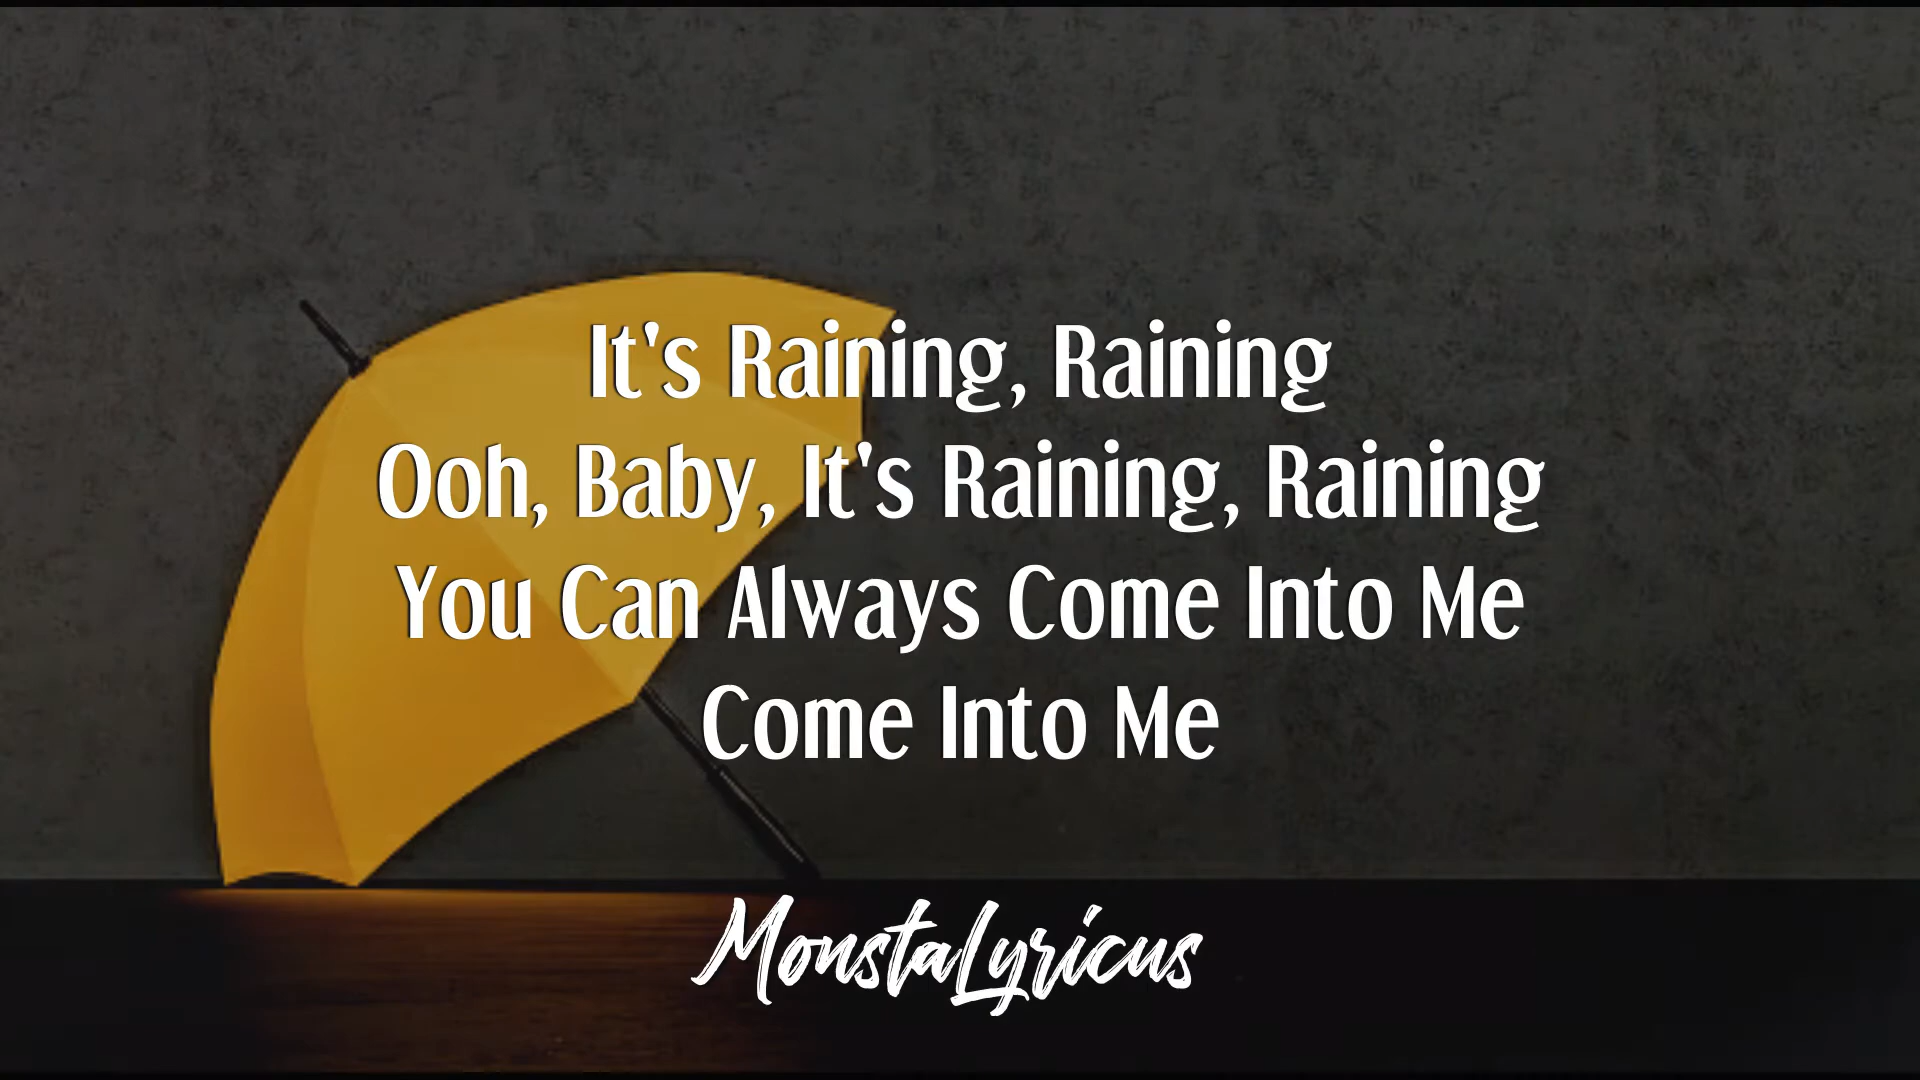 It's Raining, Raining
Ooh, Baby, It's Raining, Raining
You Can Always Come Into Me
Come Into Me
MonstaLyricus